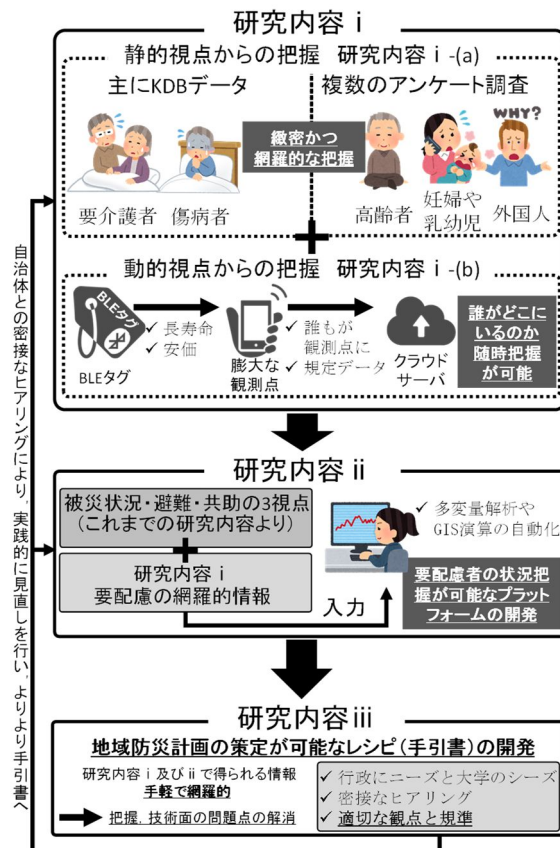 研究内容ⅰ
静的視点からの把握 研究内容ⅰ-(a)
主にKDBデータ
複数のアンケート調査
緻密かつ
網羅的な把握
WHY?
要介護者
傷病者
高齢者
妊婦や
乳幼児
外国人
動的視点からの把握 研究内容ⅰ-(b)
BLEタグ
BLEタグ
✓ 長寿命
✓ 安価
膨大な
観測点
✓ 誰もが
観測点に
✓ 規定データ
クラウド
サーバ
誰がどこに
いるのか
随時把握
が可能
研究内容ⅱ
被災状況・避難・共助の3視点
(これまでの研究内容より)
研究内容ⅰ
要配慮の網羅的情報
入力
✓ 多変量解析や
GIS演算の自動化
要配慮者の状況把
握が可能なプラット
フォームの開発
研究内容ⅲ
地域防災計画の策定が可能なレシピ(手引書)の開発
研究内容ⅰ及びⅱで得られる情報
手軽で網羅的
把握、技術面の問題点の解消
✓ 行政にニーズと大学のシーズ
✓ 密接なヒアリング
✓ 適切な観点と規準
自治体との密接なヒアリングにより、実践的に見直しを行い、よりより手引書へ